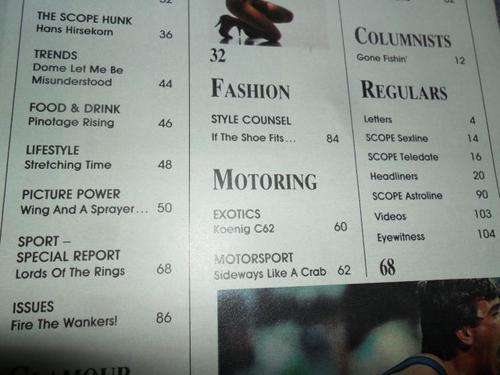 32
THE SCOPE HUNK
Hans Hirsekorn 36
TRENDS
Dome Let Me Be
Misunderstood 44
FOOD & DRINK
Pinotage Rising 46
LIFESTYLE
Stretching Time 48
PICTURE POWER
Wing And A Sprayer... 50
SPORT –
SPECIAL REPORT
Lords Of The Rings 68
ISSUES
Fire The Wankers! 86
GLAMOUR
32
FASHION
STYLE COUNSEL
If The Shoe Fits... 84
MOTORING
EXOTICS
Koenig C62 60
MOTORSPORT
Sideways Like A Crab 62
COLUMNISTS
Gone Fishin' 12
REGULARS
Letters 4
SCOPE Sexline 14
SCOPE Teledate 16
Headliners 20
SCOPE Astroline 90
Videos 103
Eyewitness 104
68